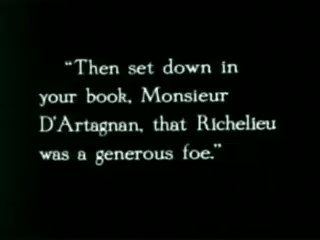 “Then set down in
your book, Monsieur
D'Artagnan, that Richelieu
was a generous foe.”